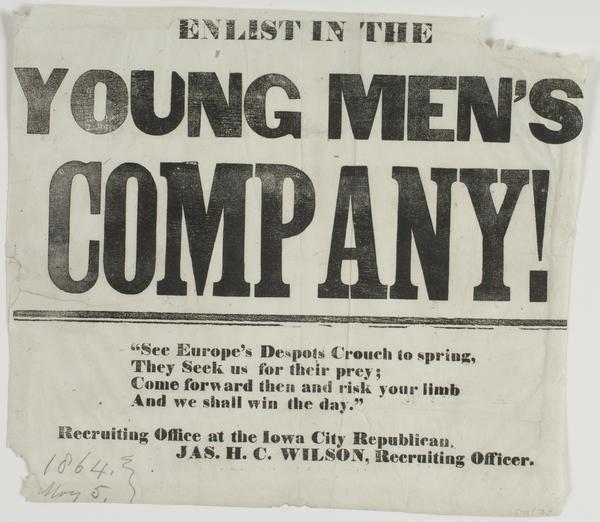 ENLIST IN THE
YOUNG MEN'S
COMPANY!
"See Europe's Despots Crouch to spring,
They Seek us for their prey;
Come forward then and risk your limb
And we shall win the day."
Recruiting Office at the Iowa City Republican.
JAS. H. C. WILSON, Recruiting Officer.
1864.
May 5.